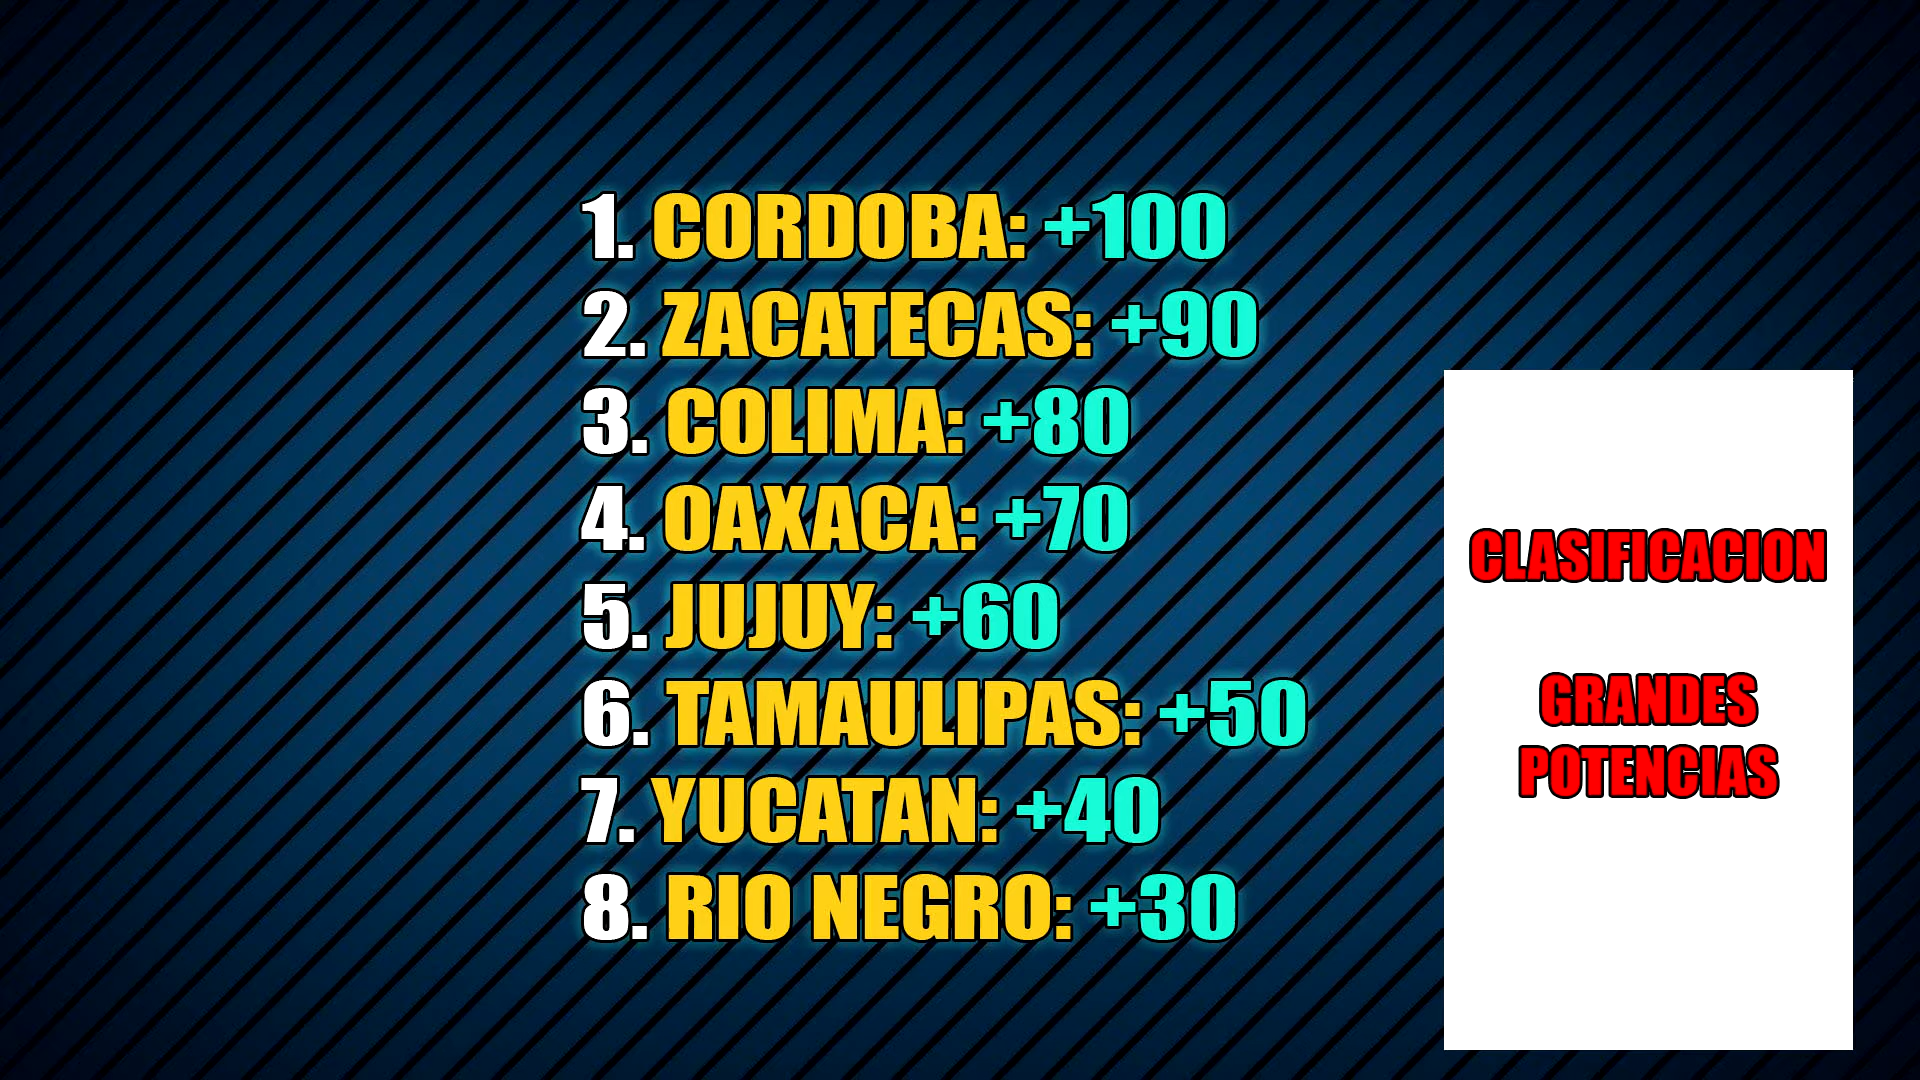 1. CORDOBA: +100
2. ZACATECAS: +90
3. COLIMA: +80
4. OAXACA: +70
5. JUJUY: +60
6. TAMAULIPAS: +50
7. YUCATAN: +40
8. RIO NEGRO: +30
CLASIFICACION
GRANDES
POTENCIAS